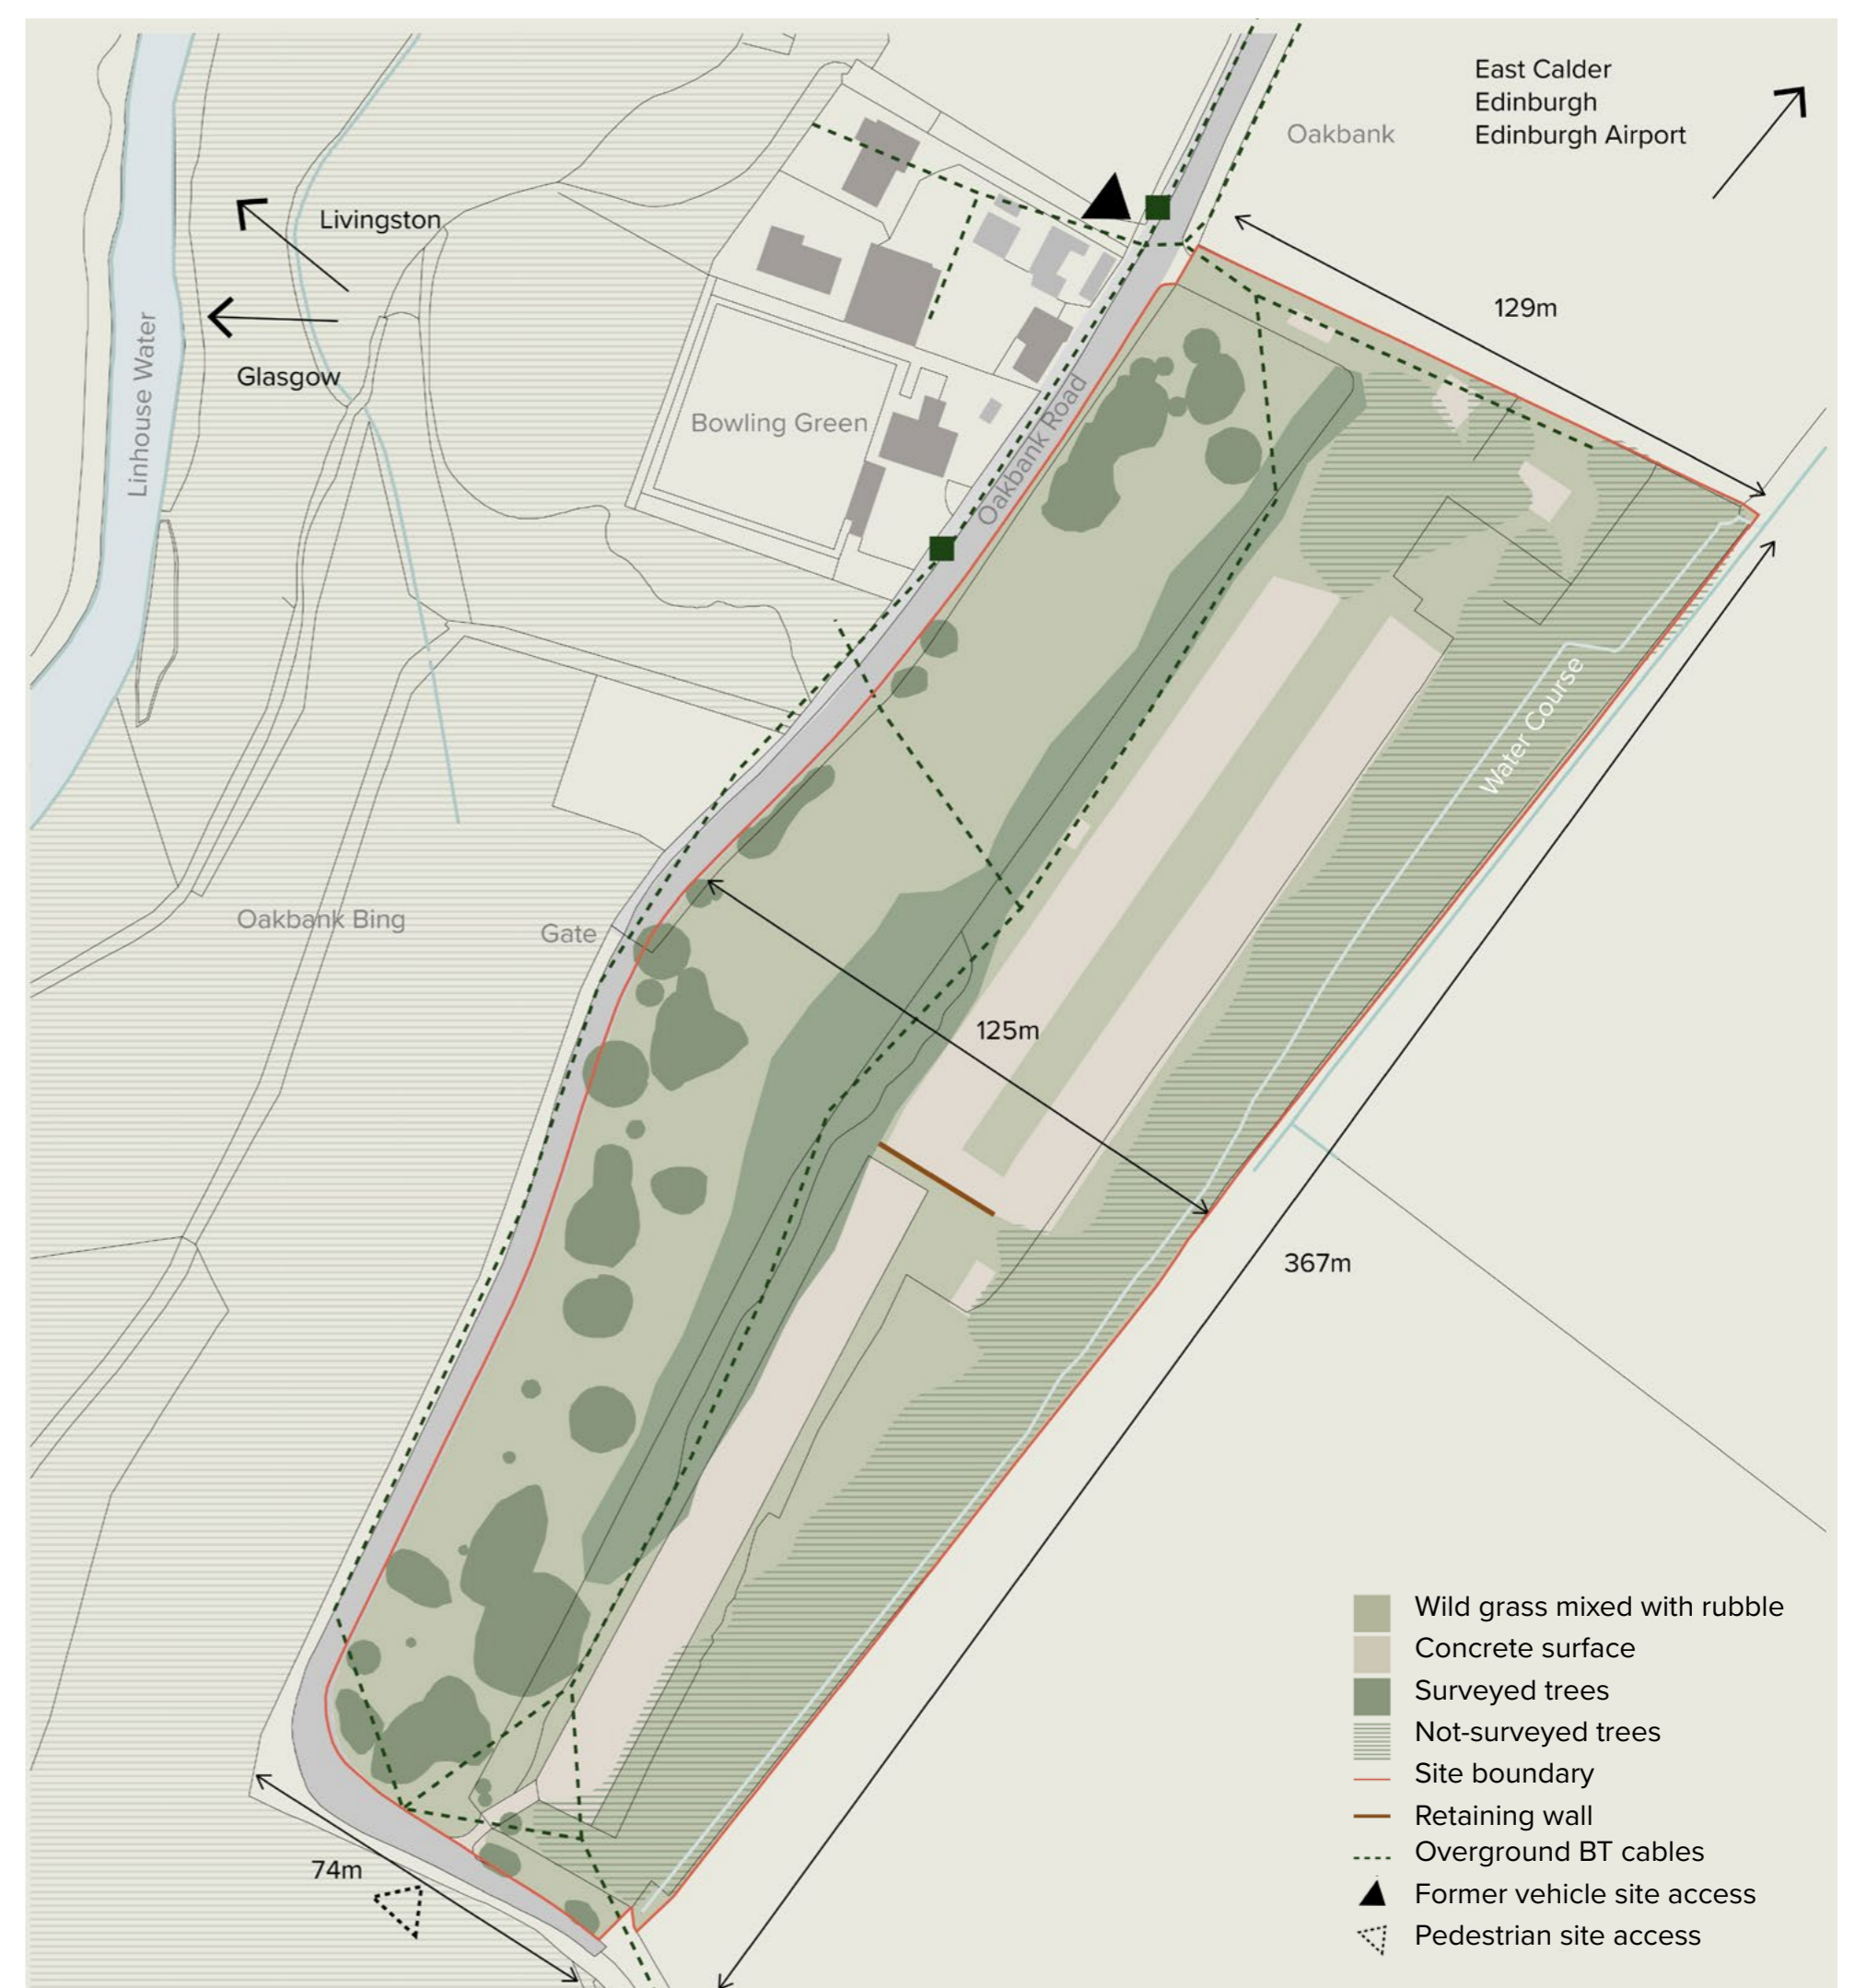 East Calder
Edinburgh
Edinburgh Airport
Oakbank
Livingston
129m
Linhouse Water
Glasgow
Bowling Green
Oakbank Road
Water Course
Oakbank Bing
Gate
125m
367m
74m
Wild grass mixed with rubble
Concrete surface
Surveyed trees
Not-surveyed trees
Site boundary
Retaining wall
Overground BT cables
Former vehicle site access
Pedestrian site access